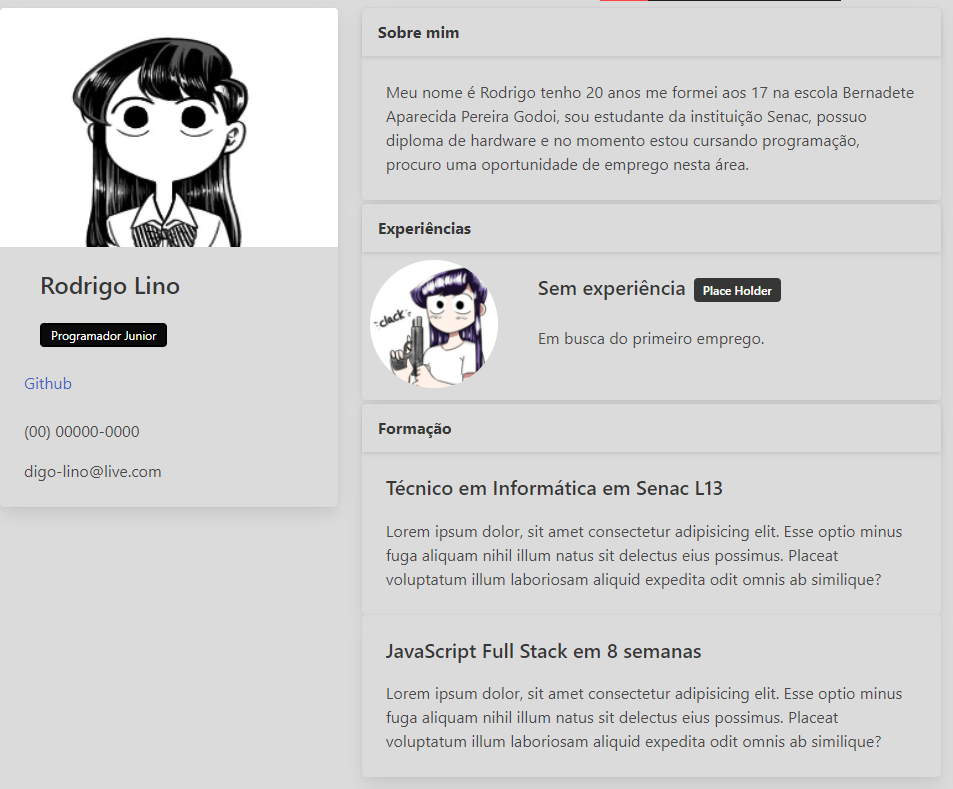 Rodrigo Lino
Programador Junior
Github
(00) 00000-0000
digo-lino@live.com
Sobre mim
Meu nome é Rodrigo tenho 20 anos me formei aos 17 na escola Bernadete
Aparecida Pereira Godoi, sou estudante da instituição Senac, possuo
diploma de hardware e no momento estou cursando programação,
procuro uma oportunidade de emprego nesta área.
Experiências
clack
Sem experiência Place Holder
Em busca do primeiro emprego.
Formação
Técnico em Informática em Senac L13
Lorem ipsum dolor, sit amet consectetur adipisicing elit. Esse optio minus
fuga aliquam nihil illum natus sit delectus eius possimus. Placeat
voluptatum illum laboriosam aliquid expedita odit omnis ab similique?
JavaScript Full Stack em 8 semanas
Lorem ipsum dolor, sit amet consectetur adipisicing elit. Esse optio minus
fuga aliquam nihil illum natus sit delectus eius possimus. Placeat
voluptatum illum laboriosam aliquid expedita odit omnis ab similique?